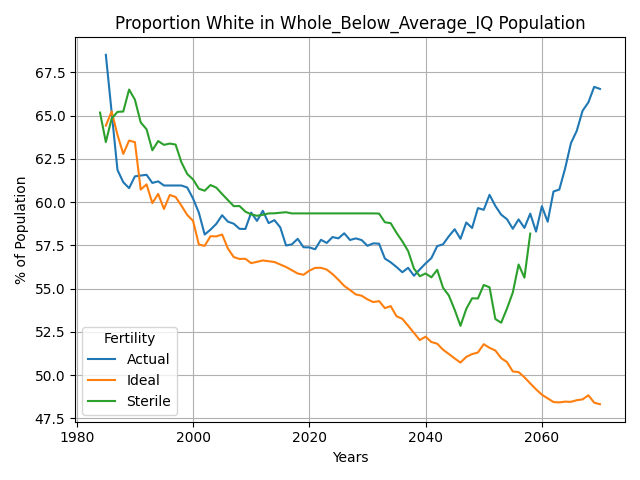 Proportion White in Whole_Below_Average_IQ Population
% of Population
67.5
65.0
62.5
60.0
57.5
55.0
52.5
50.0
47.5
Fertility
Actual
Ideal
Sterile
1980
2000
2020
2040
2060
Years